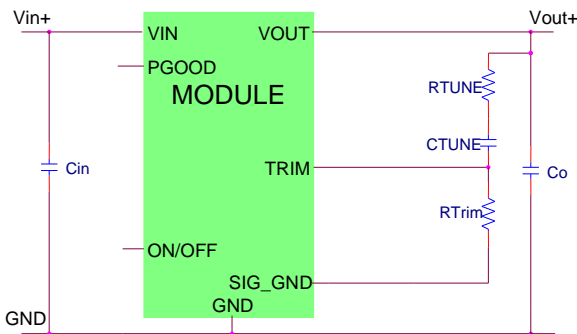 Vin+
Vout+
VIN
VOUT
PGOOD
MODULE
RTUNE
CTUNE
TRIM
Cin
Co
RTrim
ON/OFF
SIG_GND
GND
GND